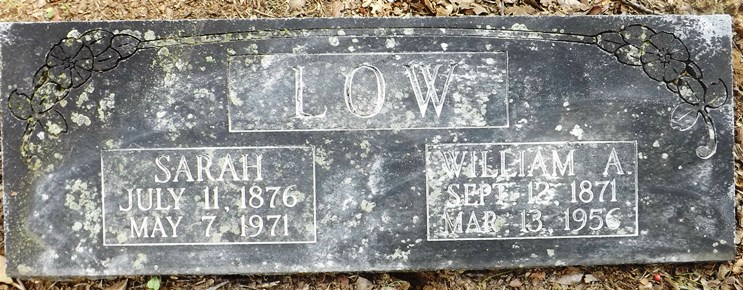 LOW
SARAH
JULY 11, 1876
MAY 7, 1971
WILLIAM A.
SEPT. 12, 1871
MAR. 13, 1956